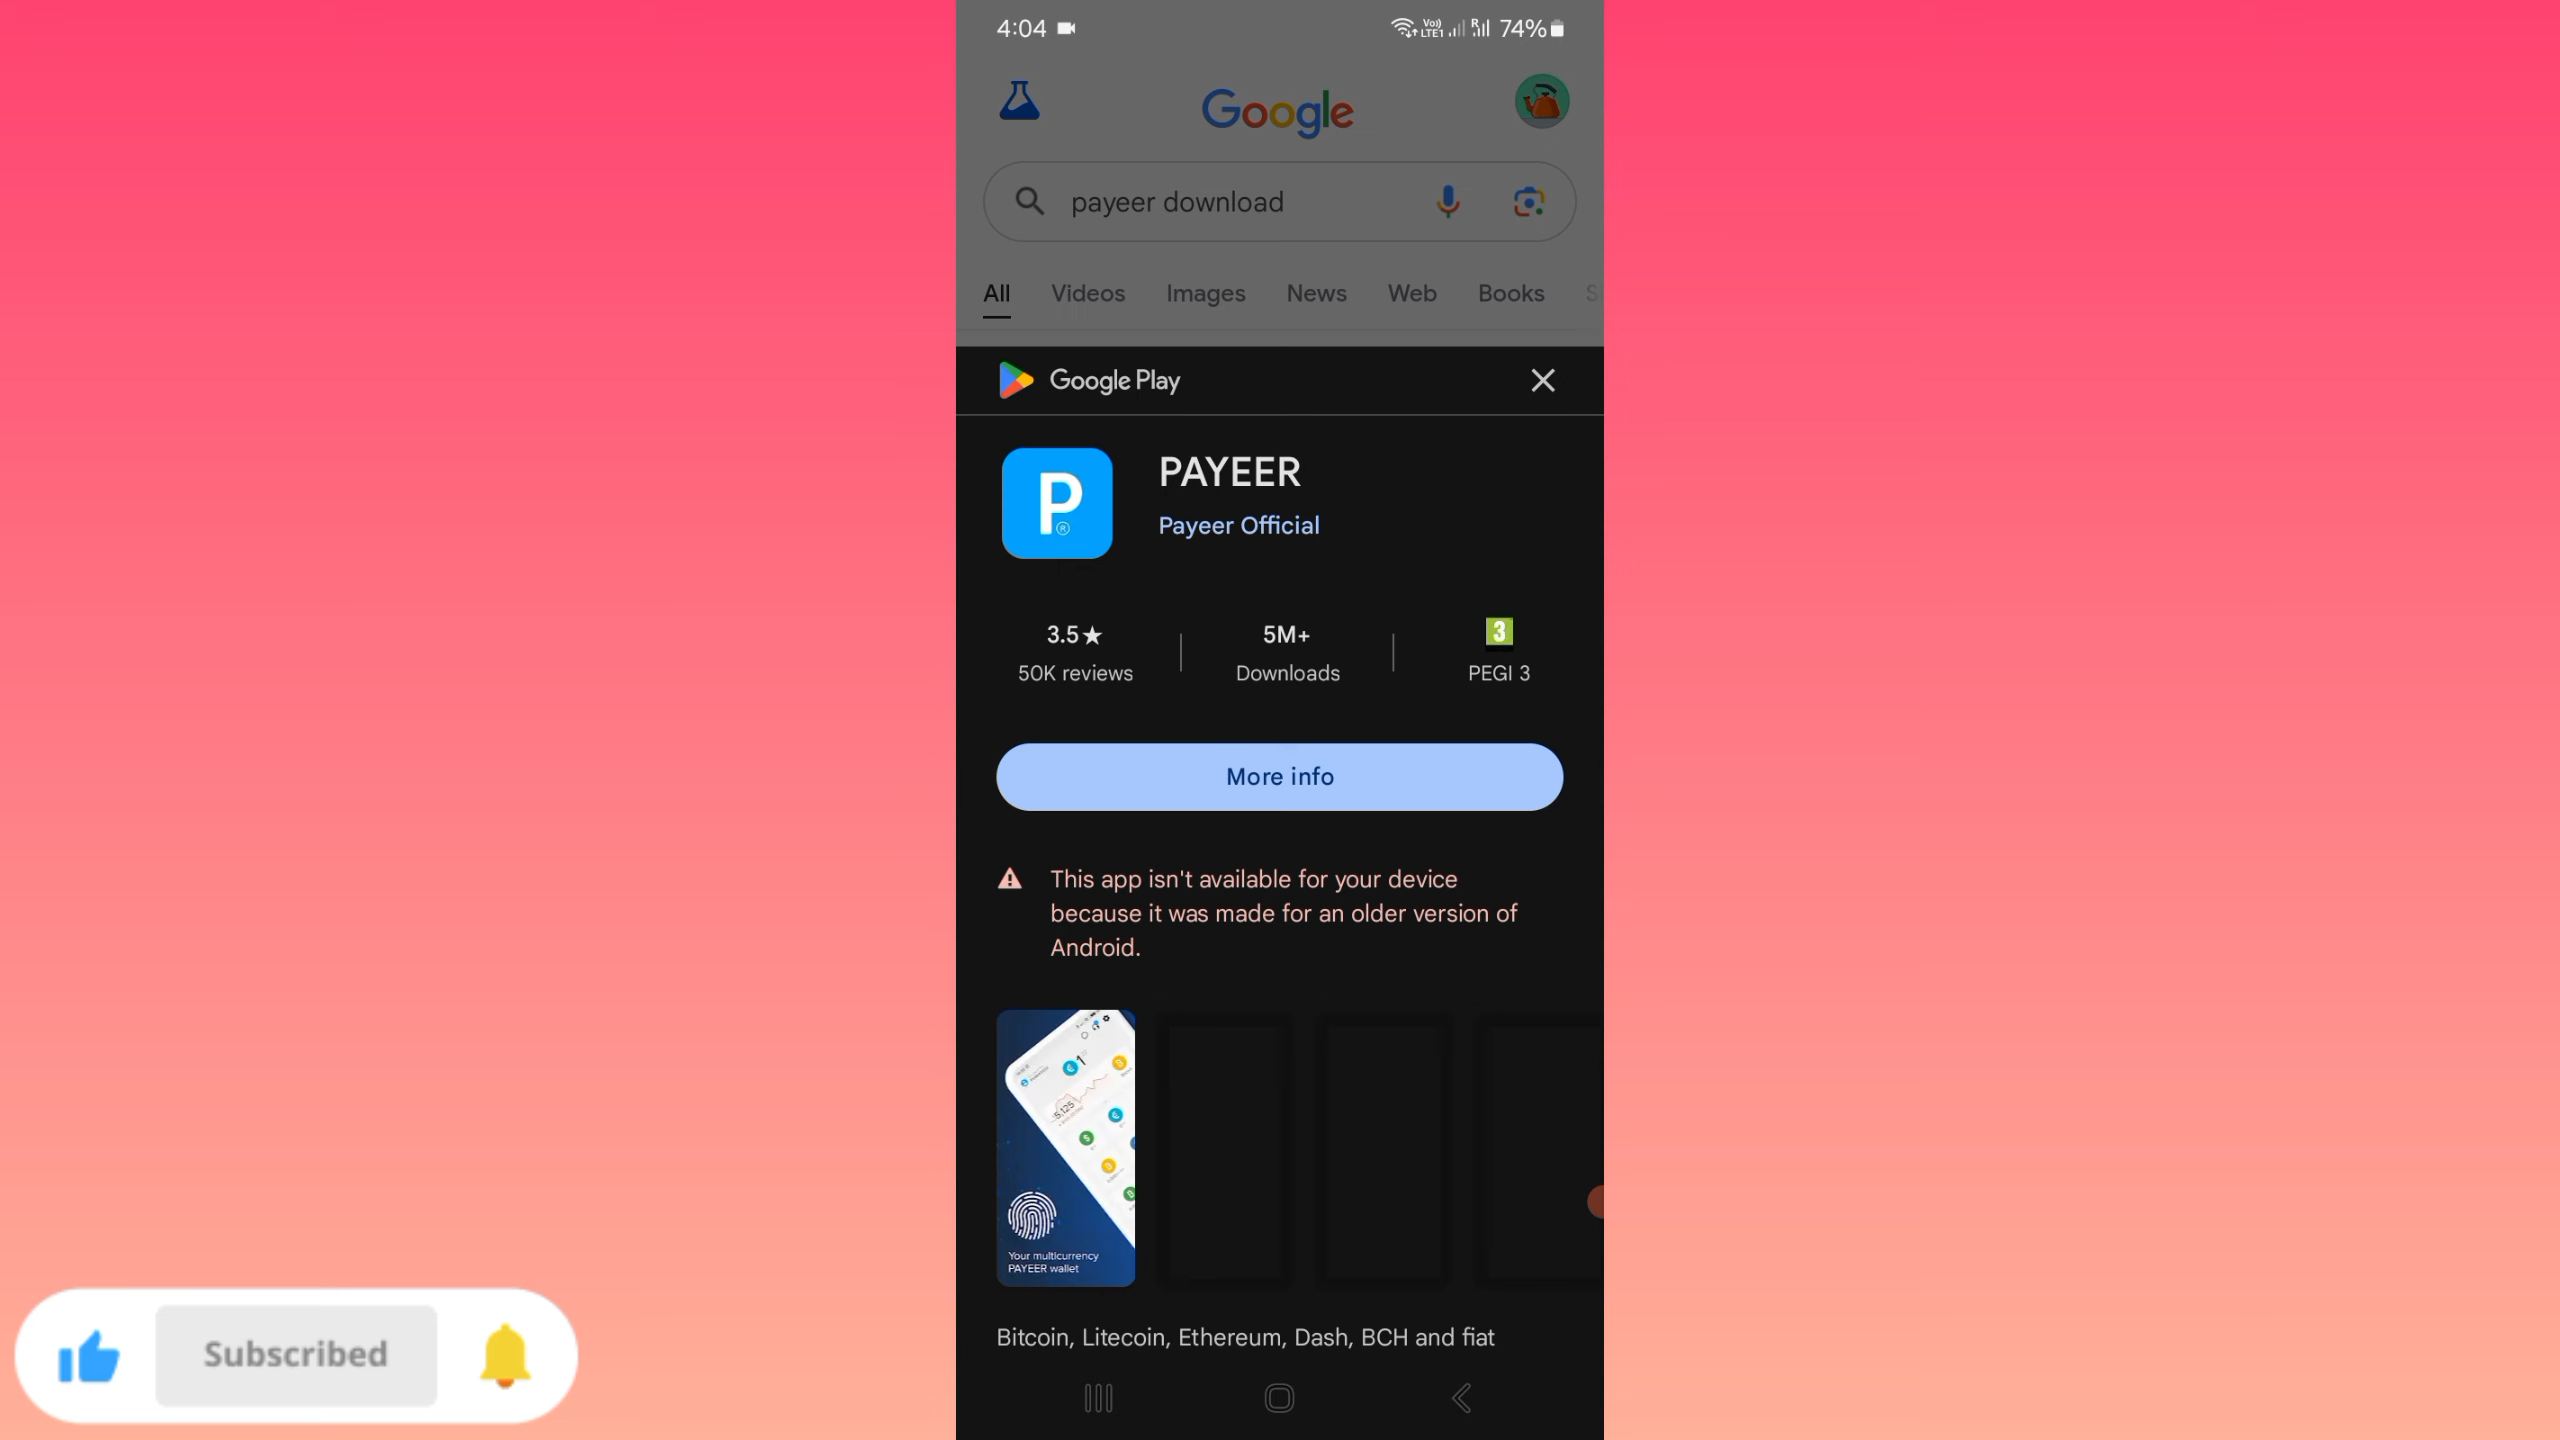 4:04
Vo)) LTE1 R 74%
Google
payeer download
All Videos Images News Web Books
Google Play
P
®
PAYEER
Payeer Official
3.5★ 5M+ 3
50K reviews Downloads PEGI 3
More info
This app isn't available for your device
because it was made for an older version of
Android.
Your multicurrency
PAYEER wallet
Bitcoin, Litecoin, Ethereum, Dash, BCH and fiat
Subscribed